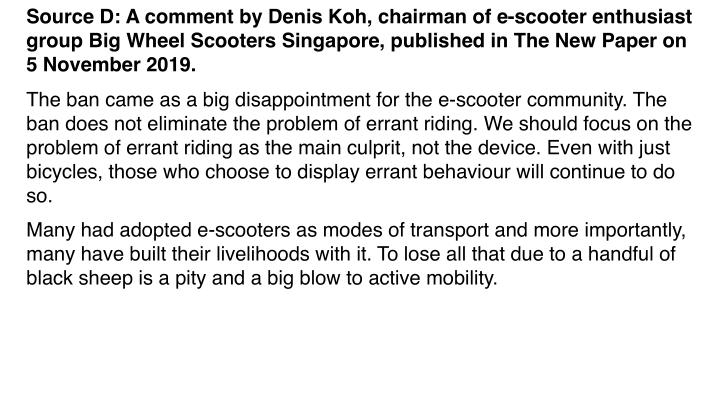 Source D: A comment by Denis Koh, chairman of e-scooter enthusiast
group Big Wheel Scooters Singapore, published in The New Paper on
5 November 2019.
The ban came as a big disappointment for the e-scooter community. The
ban does not eliminate the problem of errant riding. We should focus on the
problem of errant riding as the main culprit, not the device. Even with just
bicycles, those who choose to display errant behaviour will continue to do
so.
Many had adopted e-scooters as modes of transport and more importantly,
many have built their livelihoods with it. To lose all that due to a handful of
black sheep is a pity and a big blow to active mobility.